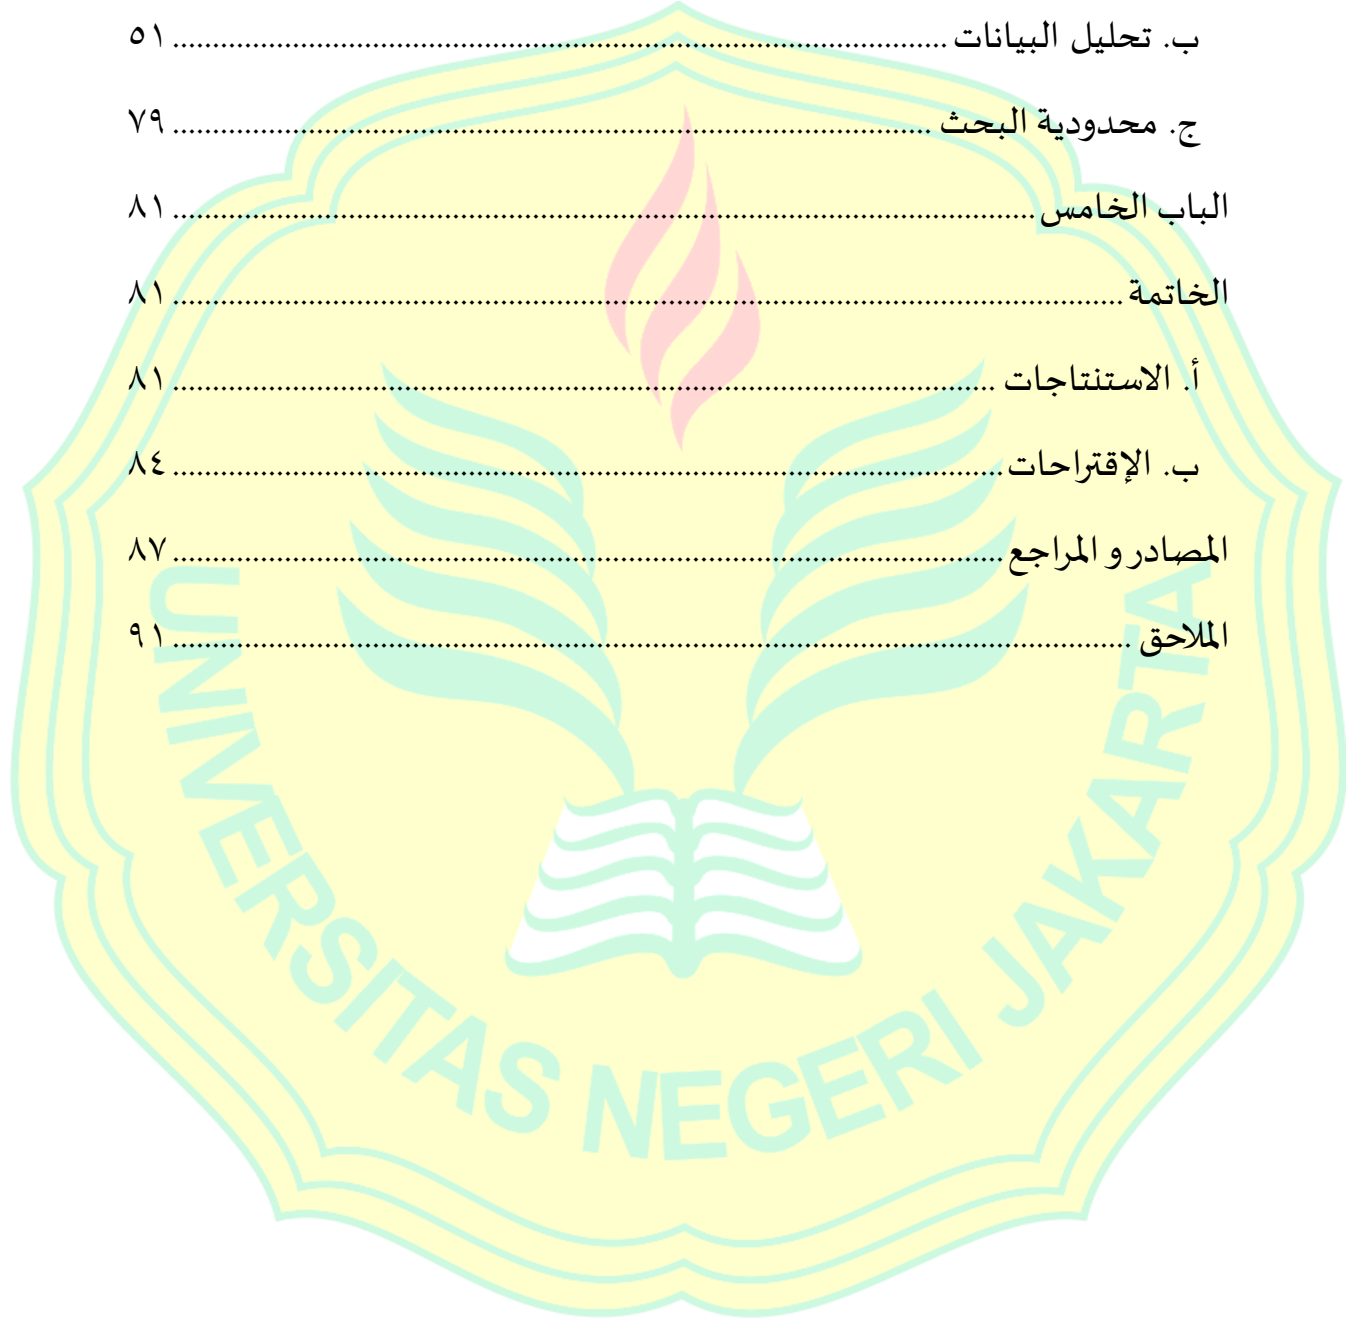 ب. تحليل البيانات ................................ ٥١
ج. محدودية البحث ................................ ٧٩
الباب الخامس ................................ ٨١
الخاتمة ................................ ٨١
أ. الاستنتاجات ................................ ٨١
ب. الإقتراحات ................................ ٨٤
المصادر و المراجع ................................ ٨٧
الملاحق ................................ ٩١
UNIVERSITAS NEGERI JAKARTA